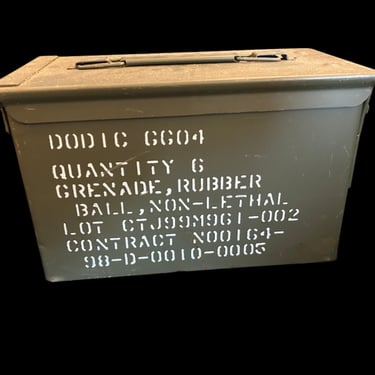 DODIC GG04
QUANTITY 6
GRENADE, RUBBER
BALL, NON-LETHAL
LOT CTJ99M961-002
CONTRACT N00164-
98-D-0010-0005